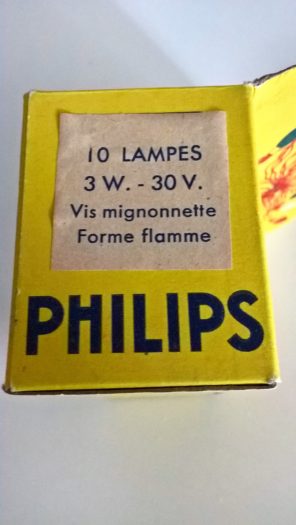 10 LAMPES
3 W. - 30 V.
Vis mignonnette
Forme flamme
PHILIPS